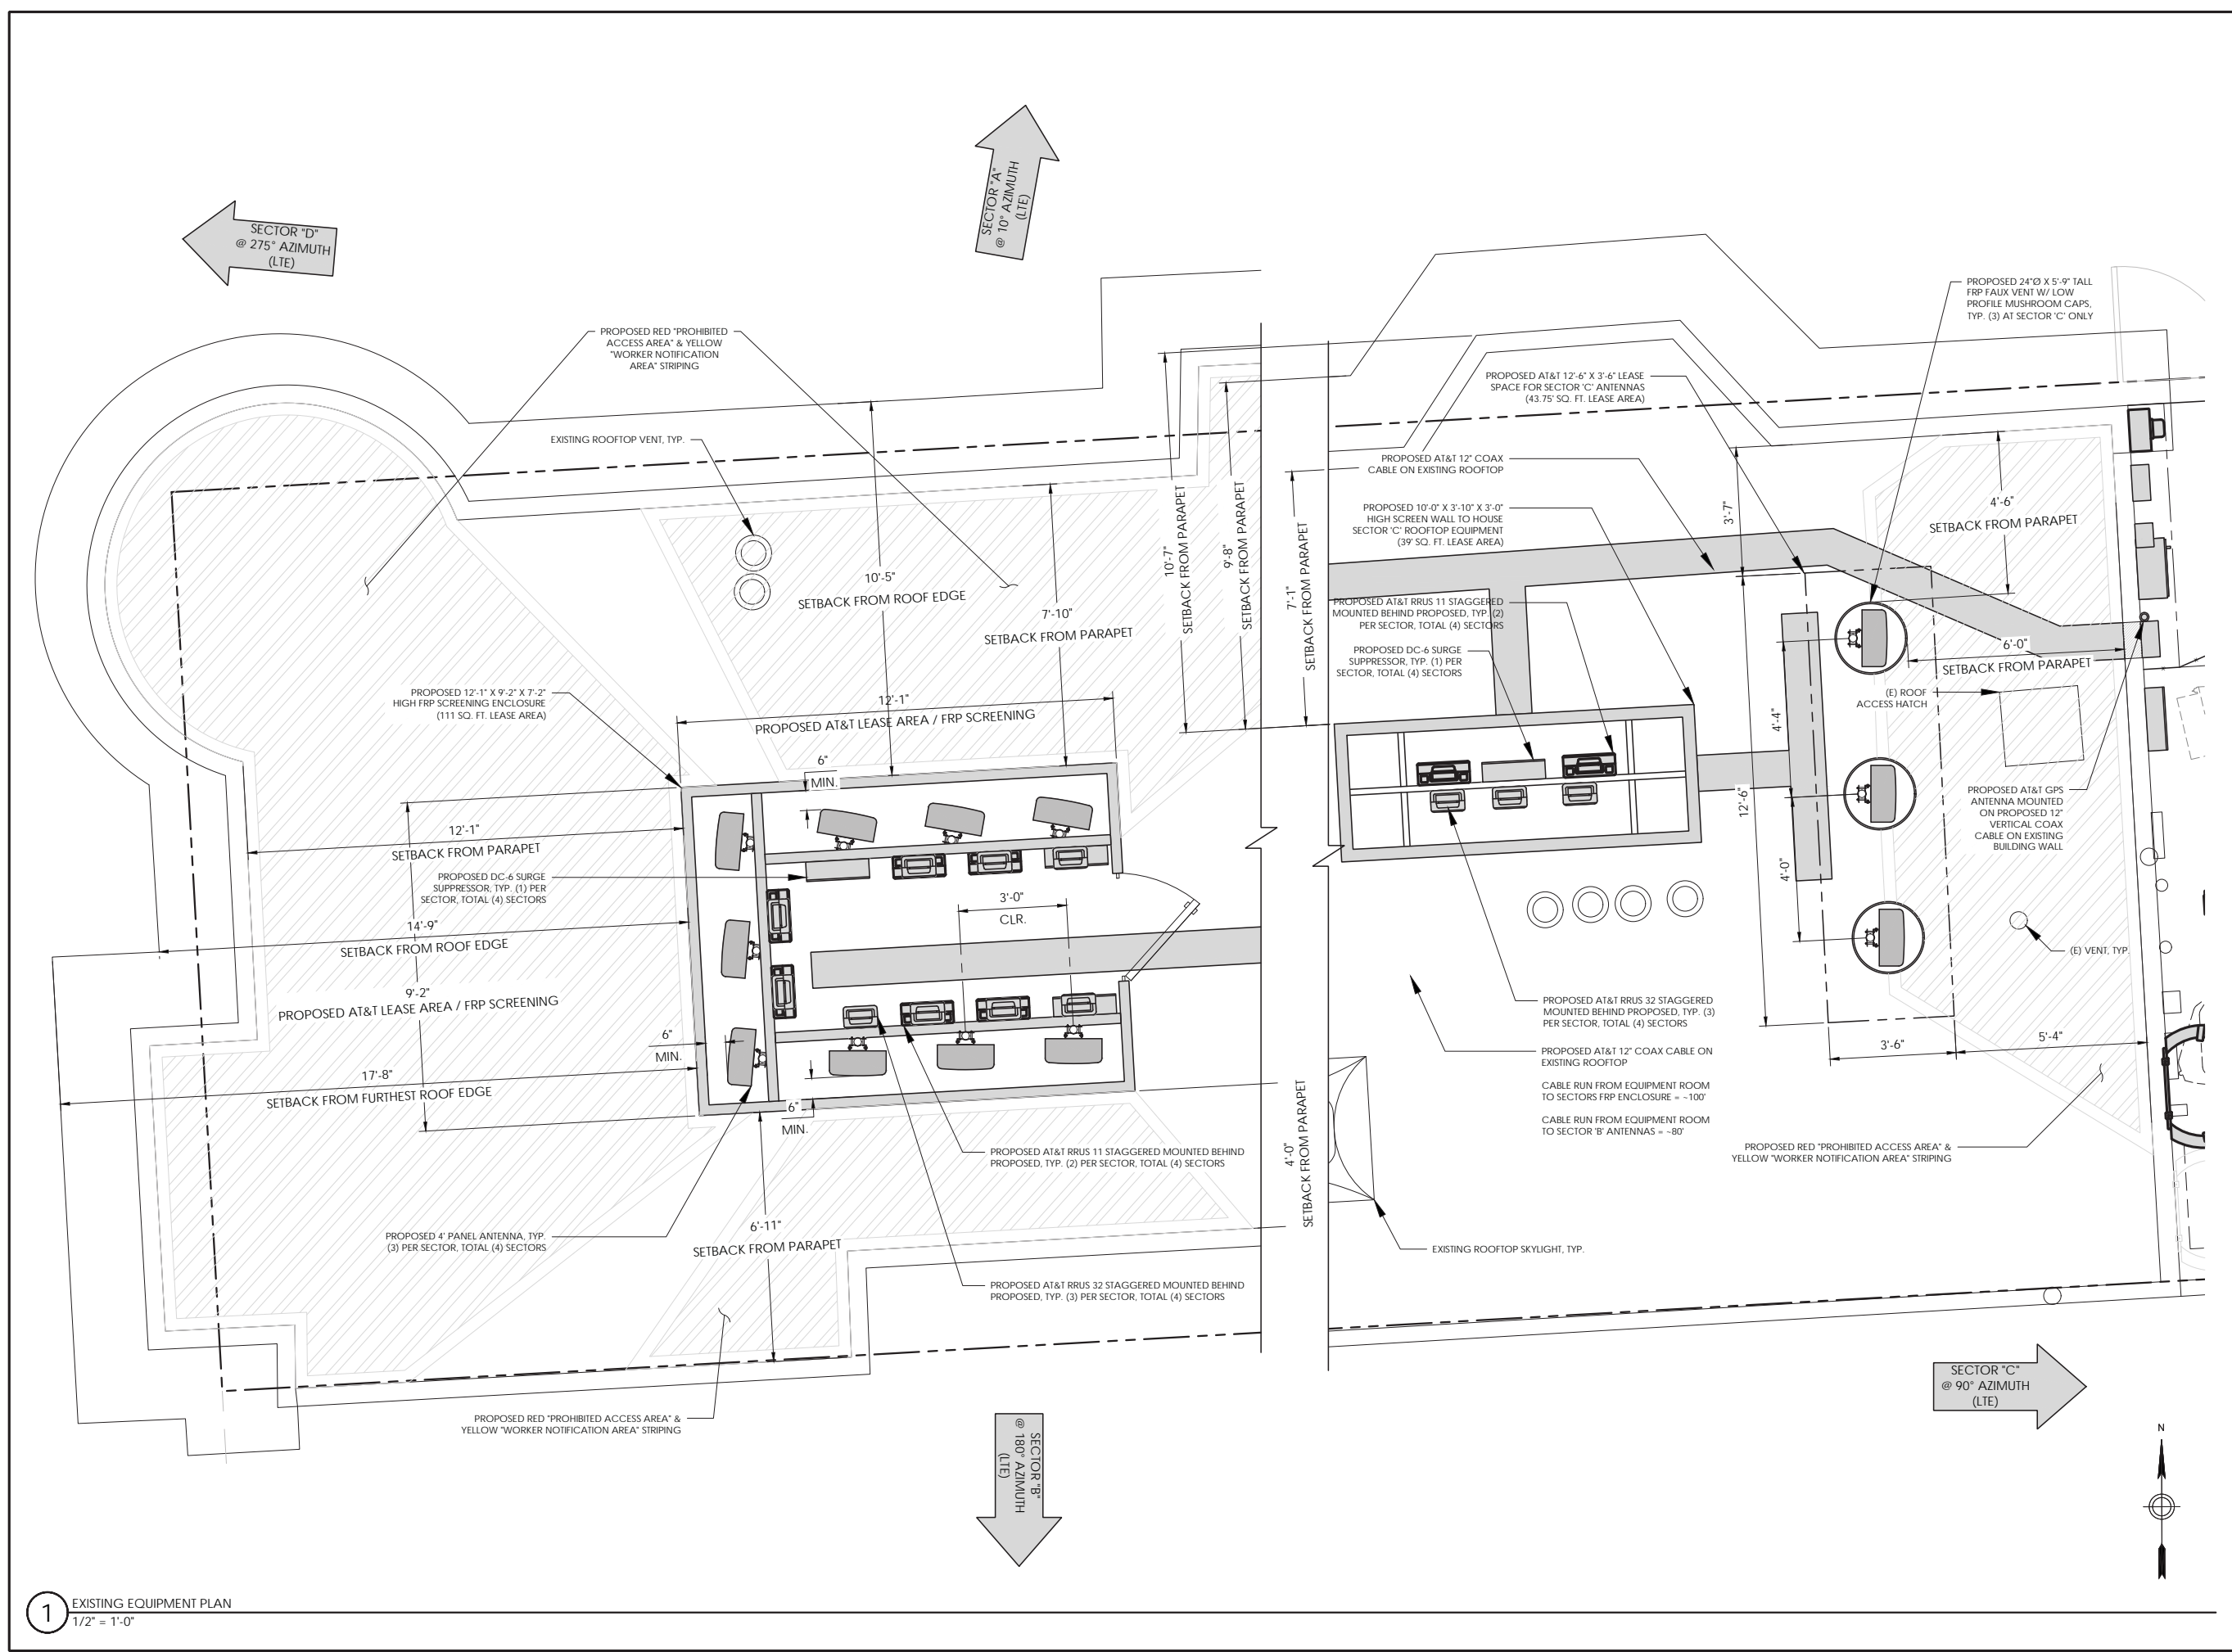 SECTOR "A"
@ 10° AZIMUTH
(LTE)
SECTOR "D"
@ 275° AZIMUTH
(LTE)
PROPOSED RED "PROHIBITED
ACCESS AREA" & YELLOW
"WORKER NOTIFICATION
AREA" STRIPING
EXISTING ROOFTOP VENT, TYP.
10'-5"
SETBACK FROM ROOF EDGE
7'-10"
SETBACK FROM PARAPET
10'-7"
SETBACK FROM PARAPET
9'-8"
SETBACK FROM PARAPET
7'-1"
SETBACK FROM PARAPET
PROPOSED 12'-1" X 9'-2" X 7'-2"
HIGH FRP SCREENING ENCLOSURE
(111 SQ. FT. LEASE AREA)
12'-1"
PROPOSED AT&T LEASE AREA / FRP SCREENING
6"
MIN.
12'-1"
SETBACK FROM PARAPET
PROPOSED DC-6 SURGE
SUPPRESSOR, TYP. (1) PER
SECTOR, TOTAL (4) SECTORS
3'-0"
CLR.
14'-9"
SETBACK FROM ROOF EDGE
9'-2"
PROPOSED AT&T LEASE AREA / FRP SCREENING
6"
MIN.
17'-8"
SETBACK FROM FURTHEST ROOF EDGE
6"
MIN.
PROPOSED AT&T RRUS 11 STAGGERED MOUNTED BEHIND
PROPOSED, TYP. (2) PER SECTOR, TOTAL (4) SECTORS
6'-11"
SETBACK FROM PARAPET
PROPOSED 4' PANEL ANTENNA, TYP.
(3) PER SECTOR, TOTAL (4) SECTORS
PROPOSED AT&T RRUS 32 STAGGERED MOUNTED BEHIND
PROPOSED, TYP. (3) PER SECTOR, TOTAL (4) SECTORS
4'-0"
SETBACK FROM PARAPET
PROPOSED RED "PROHIBITED ACCESS AREA" &
YELLOW "WORKER NOTIFICATION AREA" STRIPING
SECTOR "B"
@ 180° AZIMUTH
(LTE)
PROPOSED 24"Ø X 5'-9" TALL
FRP FAUX VENT W/ LOW
PROFILE MUSHROOM CAPS,
TYP. (3) AT SECTOR 'C' ONLY
PROPOSED AT&T 12'-6" X 3'-6" LEASE
SPACE FOR SECTOR 'C' ANTENNAS
(43.75' SQ. FT. LEASE AREA)
PROPOSED AT&T 12" COAX
CABLE ON EXISTING ROOFTOP
3'-7"
4'-6"
SETBACK FROM PARAPET
PROPOSED 10'-0" X 3'-10" X 3'-0"
HIGH SCREEN WALL TO HOUSE
SECTOR 'C' ROOFTOP EQUIPMENT
(39' SQ. FT. LEASE AREA)
PROPOSED AT&T RRUS 11 STAGGERED
MOUNTED BEHIND PROPOSED, TYP. (2)
PER SECTOR, TOTAL (4) SECTORS
PROPOSED DC-6 SURGE
SUPPRESSOR, TYP. (1) PER
SECTOR, TOTAL (4) SECTORS
6'-0"
SETBACK FROM PARAPET
(E) ROOF
ACCESS HATCH
4'-4"
12'-6"
4'-0"
PROPOSED AT&T GPS
ANTENNA MOUNTED
ON PROPOSED 12"
VERTICAL COAX
CABLE ON EXISTING
BUILDING WALL
(E) VENT, TYP.
PROPOSED AT&T RRUS 32 STAGGERED
MOUNTED BEHIND PROPOSED, TYP. (3)
PER SECTOR, TOTAL (4) SECTORS
PROPOSED AT&T 12" COAX CABLE ON
EXISTING ROOFTOP
CABLE RUN FROM EQUIPMENT ROOM
TO SECTORS FRP ENCLOSURE = ~100'
CABLE RUN FROM EQUIPMENT ROOM
TO SECTOR 'B' ANTENNAS = ~80'
3'-6"
5'-4"
PROPOSED RED "PROHIBITED ACCESS AREA" &
YELLOW "WORKER NOTIFICATION AREA" STRIPING
EXISTING ROOFTOP SKYLIGHT, TYP.
SECTOR "C"
@ 90° AZIMUTH
(LTE)
N
1
EXISTING EQUIPMENT PLAN
1/2" = 1'-0"